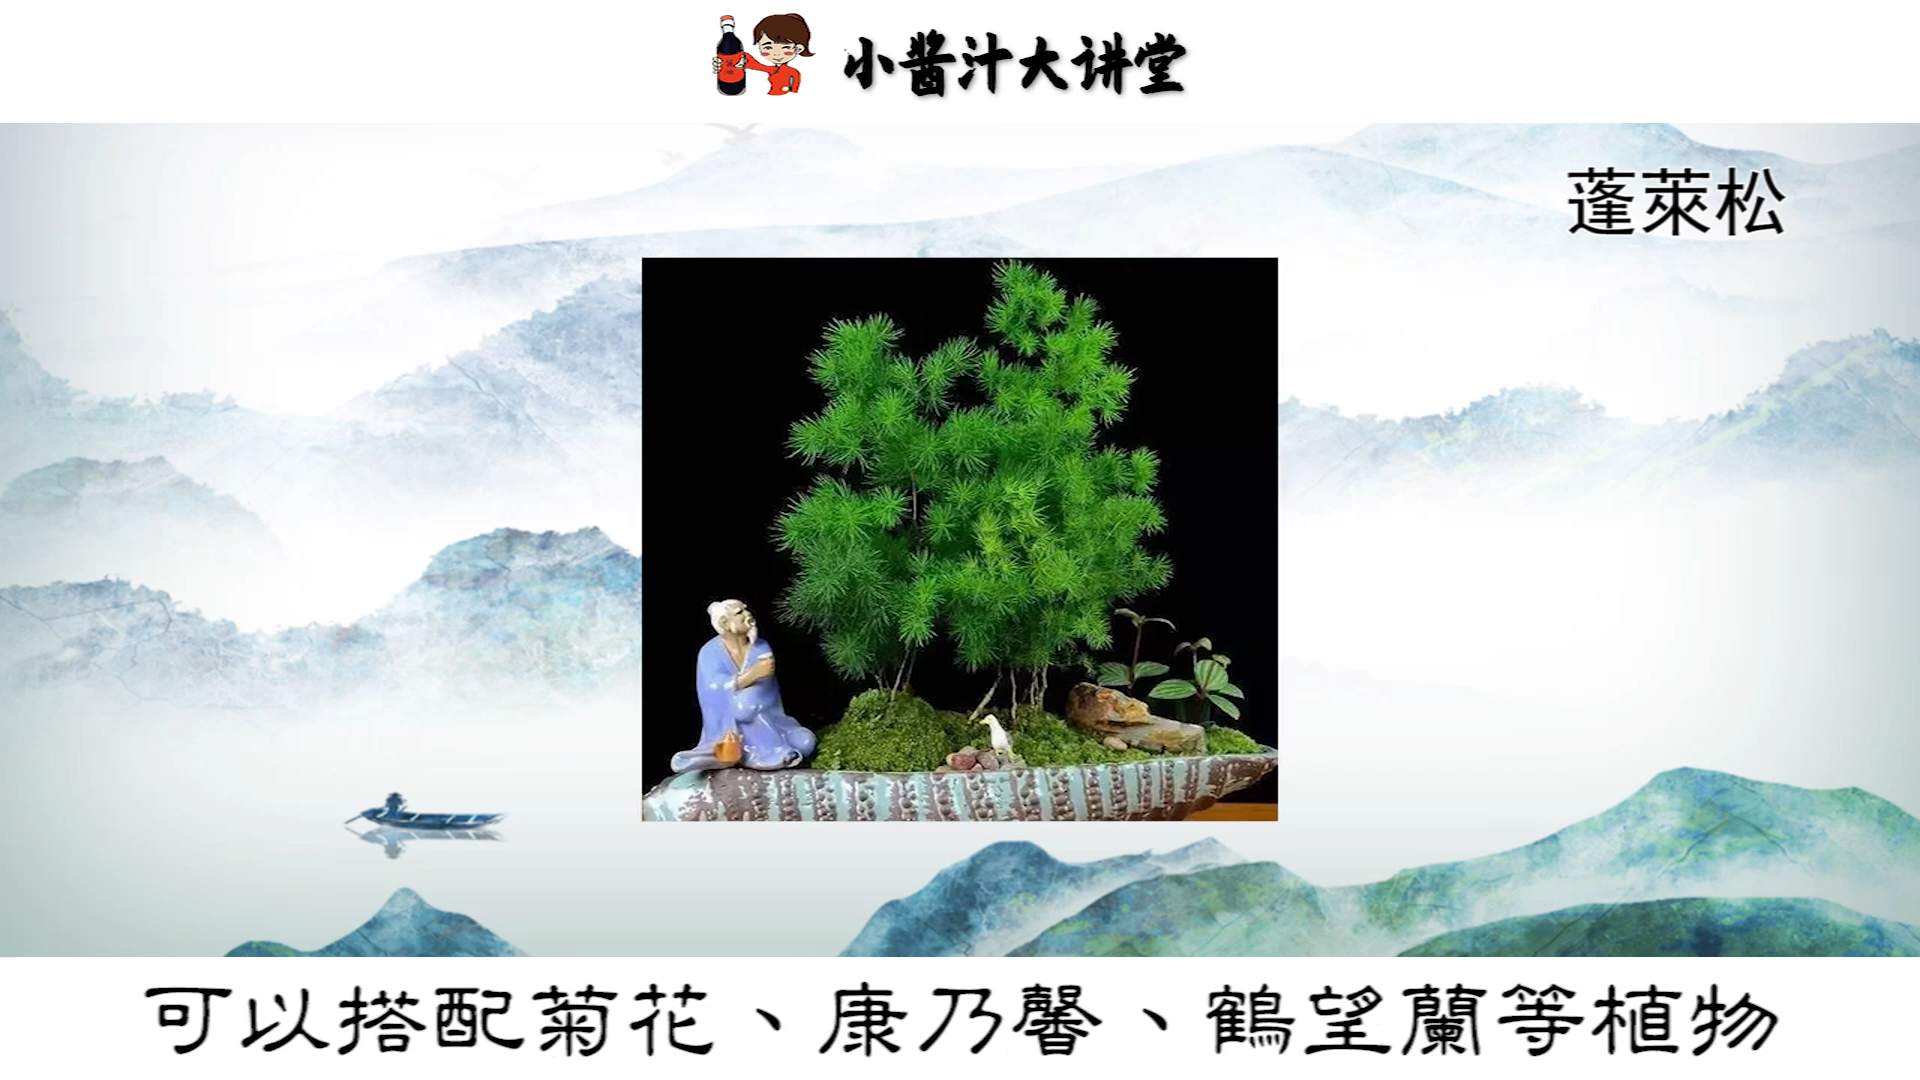 小酱汁大讲堂
蓬萊松
可以搭配菊花、康乃馨、鶴望蘭等植物